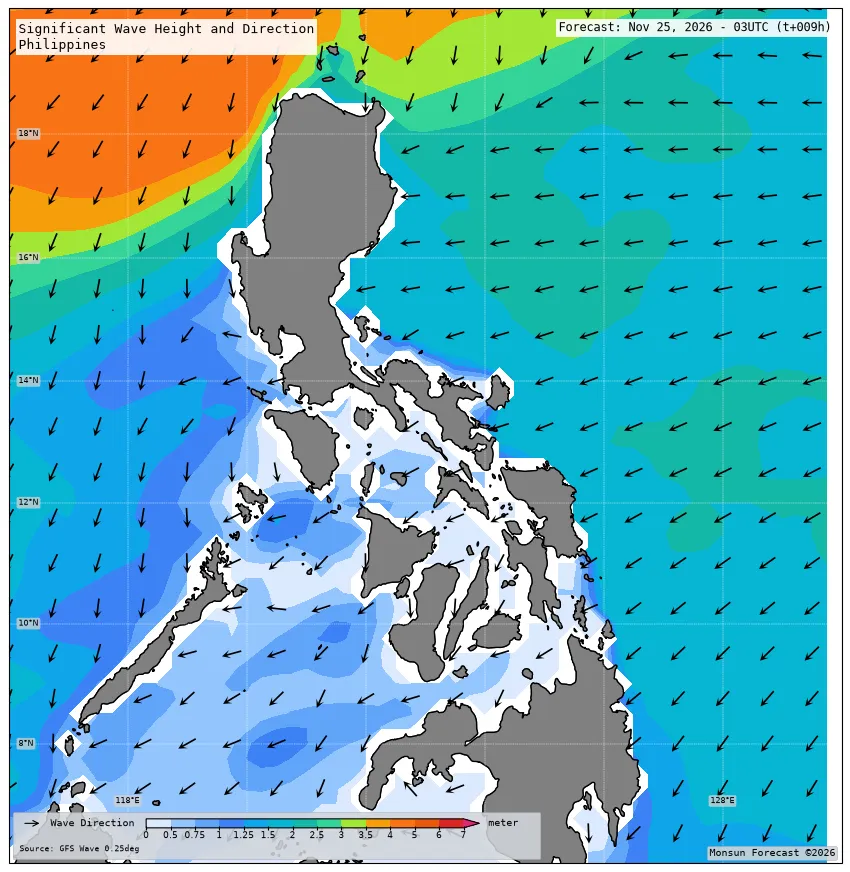 Significant Wave Height and Direction
Philippines
Forecast: Nov 25, 2026 - 03UTC (t+009h)
18°N
16°N
14°N
12°N
10°N
8°N
118°E
128°E
Wave Direction
0 0.5 0.75 1 1.25 1.5 2 2.5 3 3.5 4 5 6 7
meter
Source: GFS Wave 0.25deg
Monsun Forecast ©2026